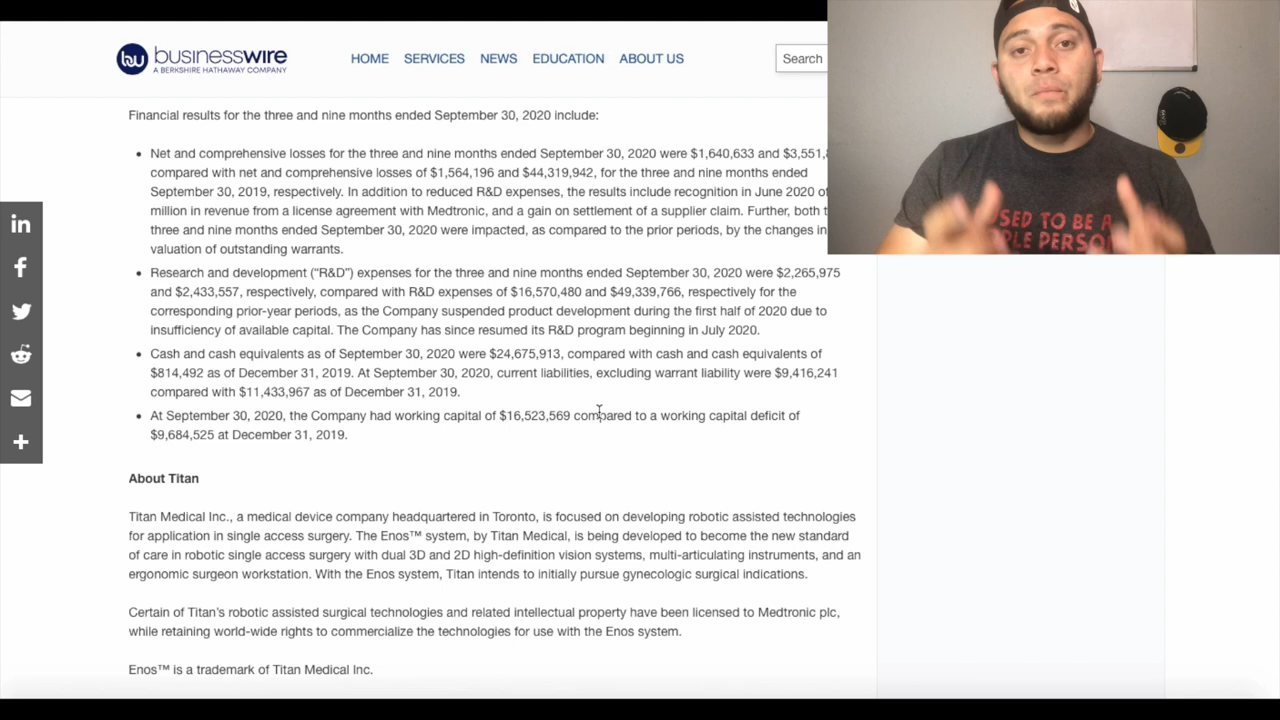 businesswire
A BERKSHIRE HATHAWAY COMPANY
HOME SERVICES NEWS EDUCATION ABOUT US
Search
Financial results for the three and nine months ended September 30, 2020 include:
• Net and comprehensive losses for the three and nine months ended September 30, 2020 were $1,640,633 and $3,551,
compared with net and comprehensive losses of $1,564,196 and $44,319,942, for the three and nine months ended
September 30, 2019, respectively. In addition to reduced R&D expenses, the results include recognition in June 2020 of
million in revenue from a license agreement with Medtronic, and a gain on settlement of a supplier claim. Further, both
three and nine months ended September 30, 2020 were impacted, as compared to the prior periods, by the changes in
valuation of outstanding warrants.
• Research and development (“R&D”) expenses for the three and nine months ended September 30, 2020 were $2,265,975
and $2,433,557, respectively, compared with R&D expenses of $16,570,480 and $49,339,766, respectively for the
corresponding prior-year periods, as the Company suspended product development during the first half of 2020 due to
insufficiency of available capital. The Company has since resumed its R&D program beginning in July 2020.
• Cash and cash equivalents as of September 30, 2020 were $24,675,913, compared with cash and cash equivalents of
$814,492 as of December 31, 2019. At September 30, 2020, current liabilities, excluding warrant liability were $9,416,241
compared with $11,433,967 as of December 31, 2019.
• At September 30, 2020, the Company had working capital of $16,523,569 compared to a working capital deficit of
$9,684,525 at December 31, 2019.
About Titan
Titan Medical Inc., a medical device company headquartered in Toronto, is focused on developing robotic assisted technologies
for application in single access surgery. The Enos™ system, by Titan Medical, is being developed to become the new standard
of care in robotic single access surgery with dual 3D and 2D high-definition vision systems, multi-articulating instruments, and an
ergonomic surgeon workstation. With the Enos system, Titan intends to initially pursue gynecologic surgical indications.
Certain of Titan’s robotic assisted surgical technologies and related intellectual property have been licensed to Medtronic plc,
while retaining world-wide rights to commercialize the technologies for use with the Enos system.
Enos™ is a trademark of Titan Medical Inc.
SED TO BE A
PLE PERSO